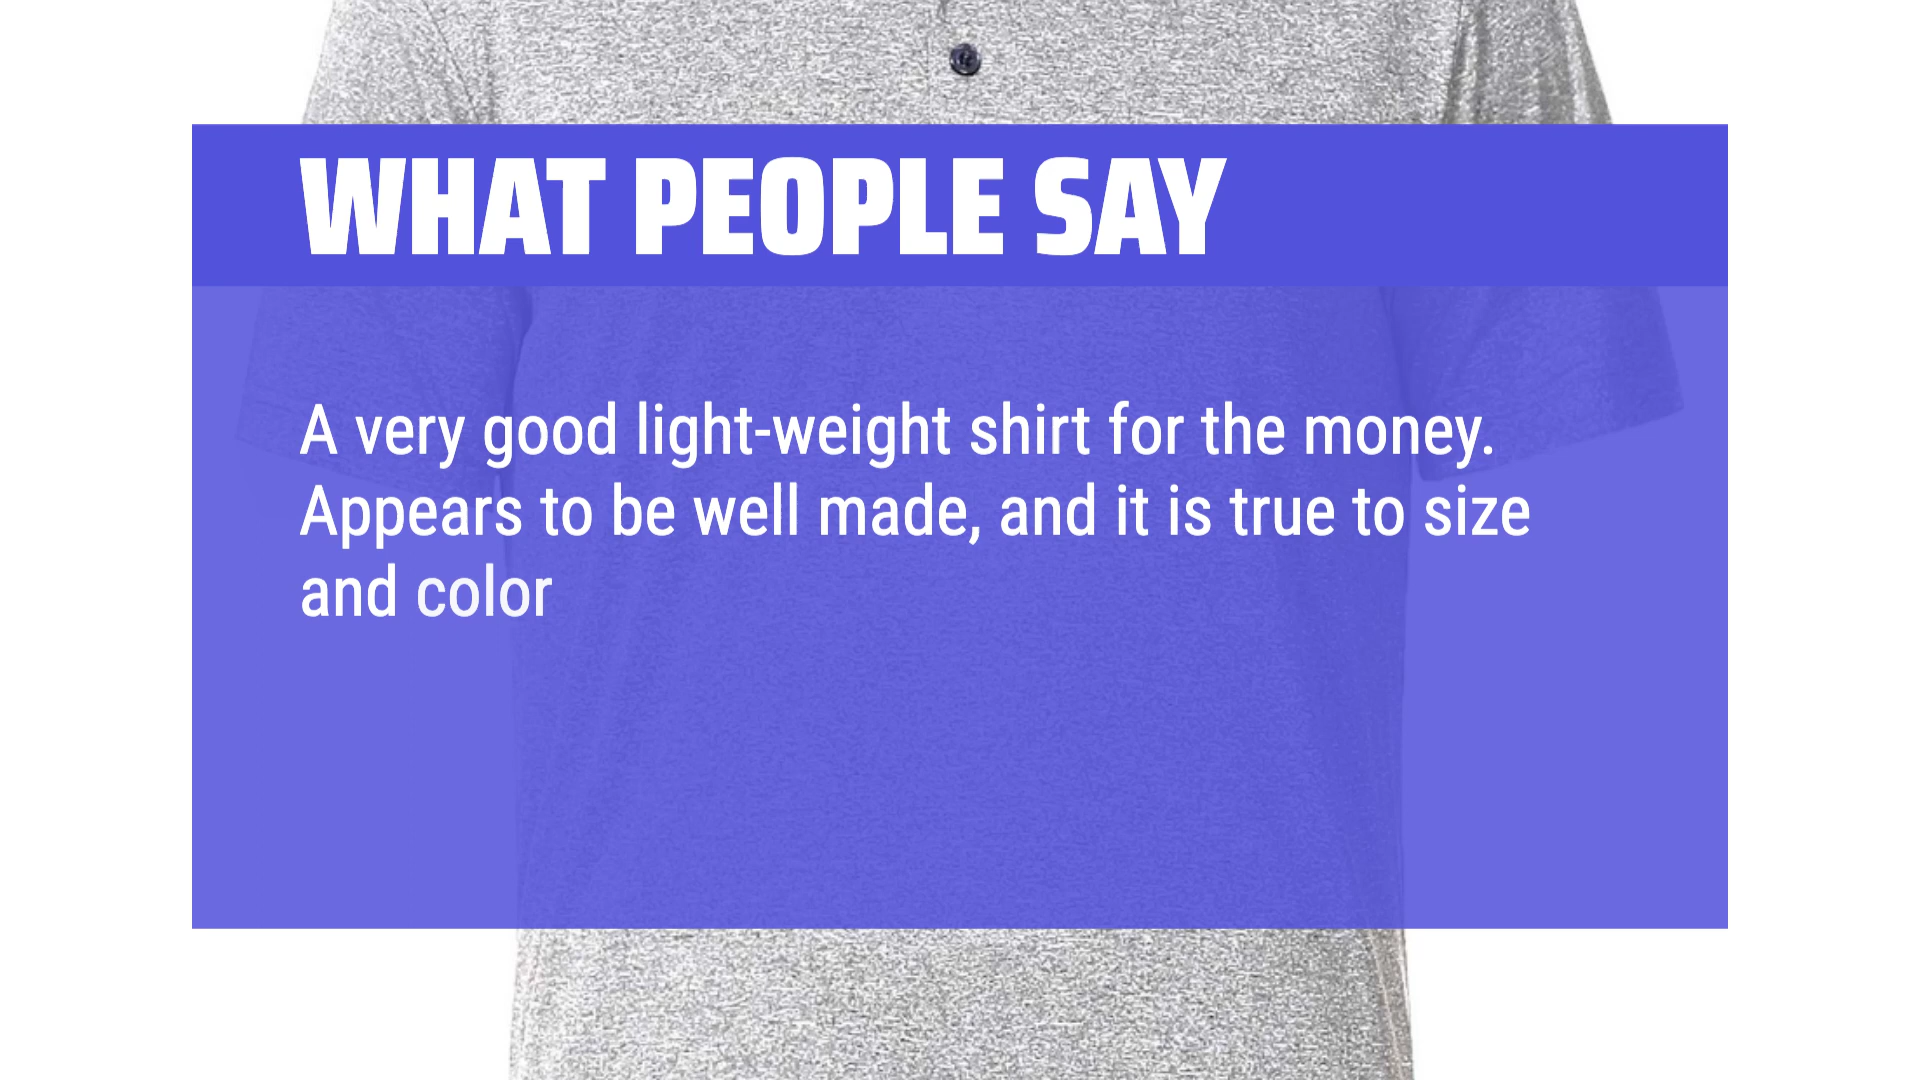 WHAT PEOPLE SAY
A very good light-weight shirt for the money.
Appears to be well made, and it is true to size
and color